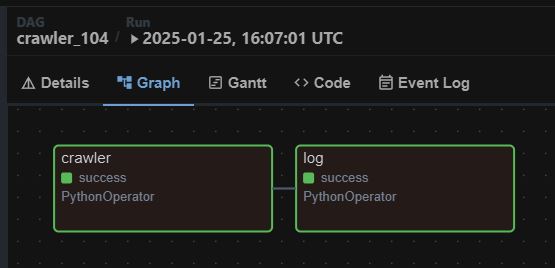 DAG
crawler_104 /
Run
2025-01-25, 16:07:01 UTC
Details Graph Gantt Code Event Log
crawler
success
PythonOperator
log
success
PythonOperator